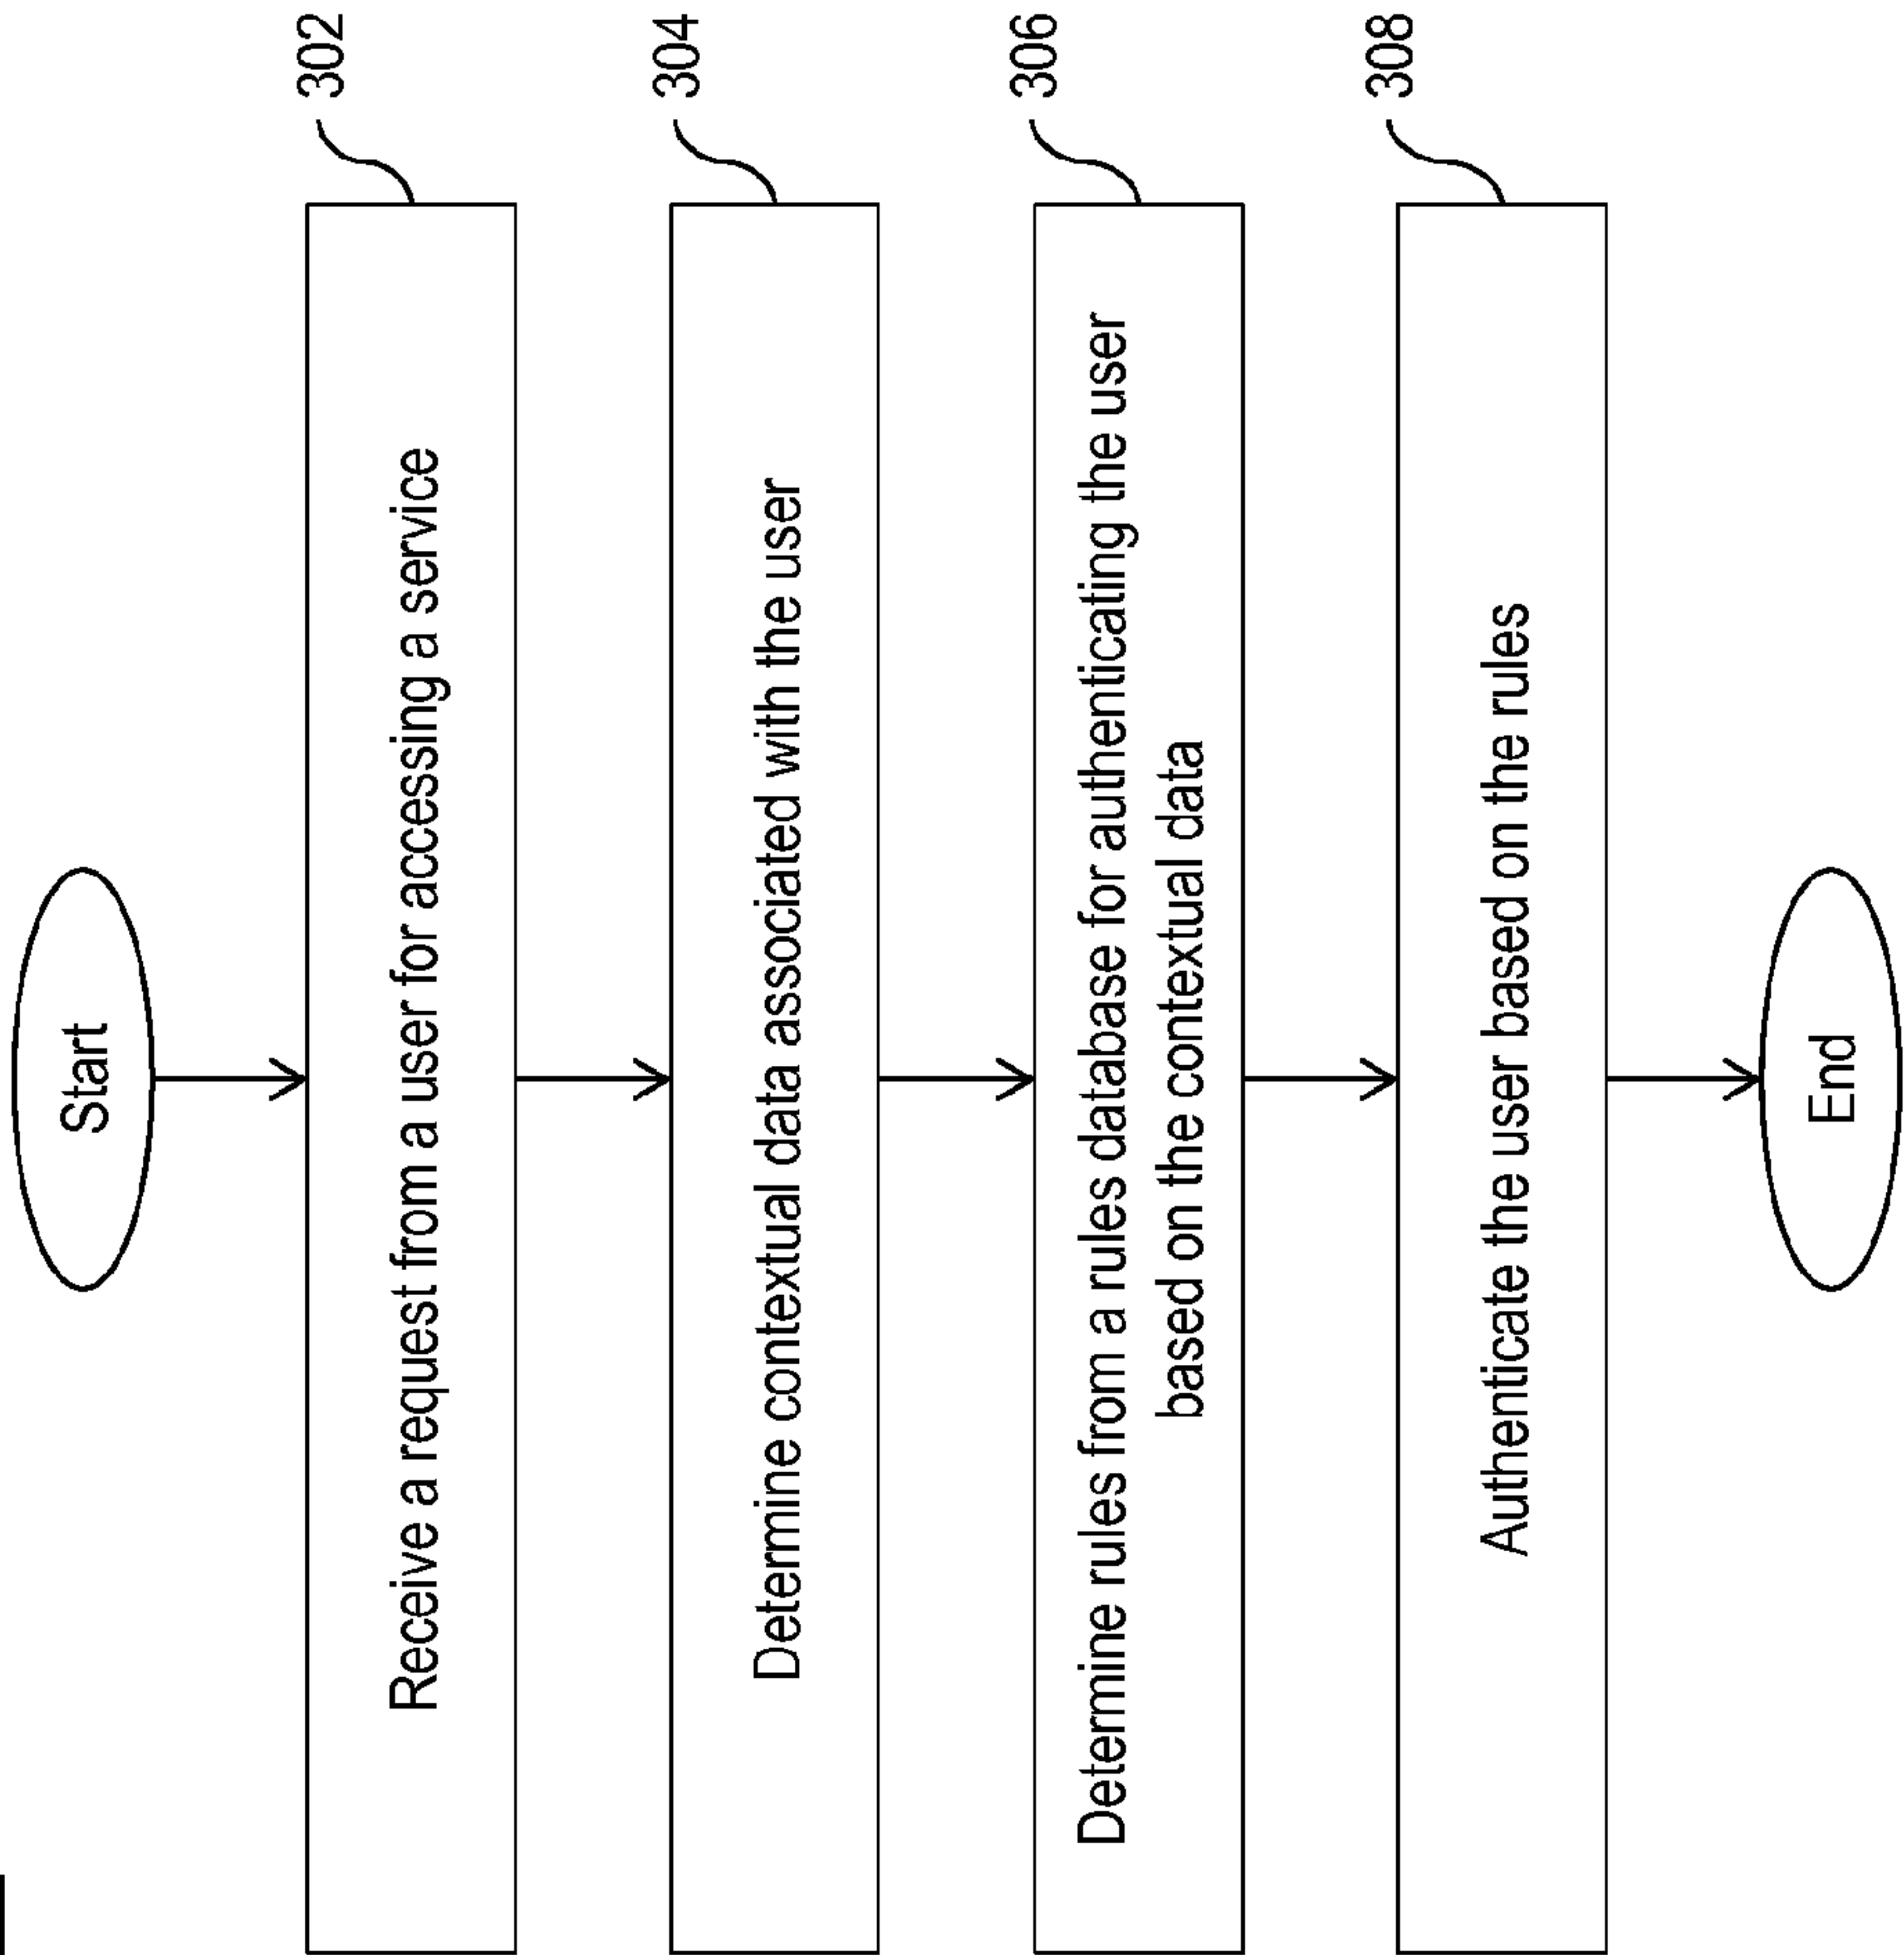 Start
Receive a request from a user for accessing a service
302
Determine contextual data associated with the user
304
Determine rules from a rules database for authenticating the user
based on the contextual data
306
Authenticate the user based on the rules
308
End